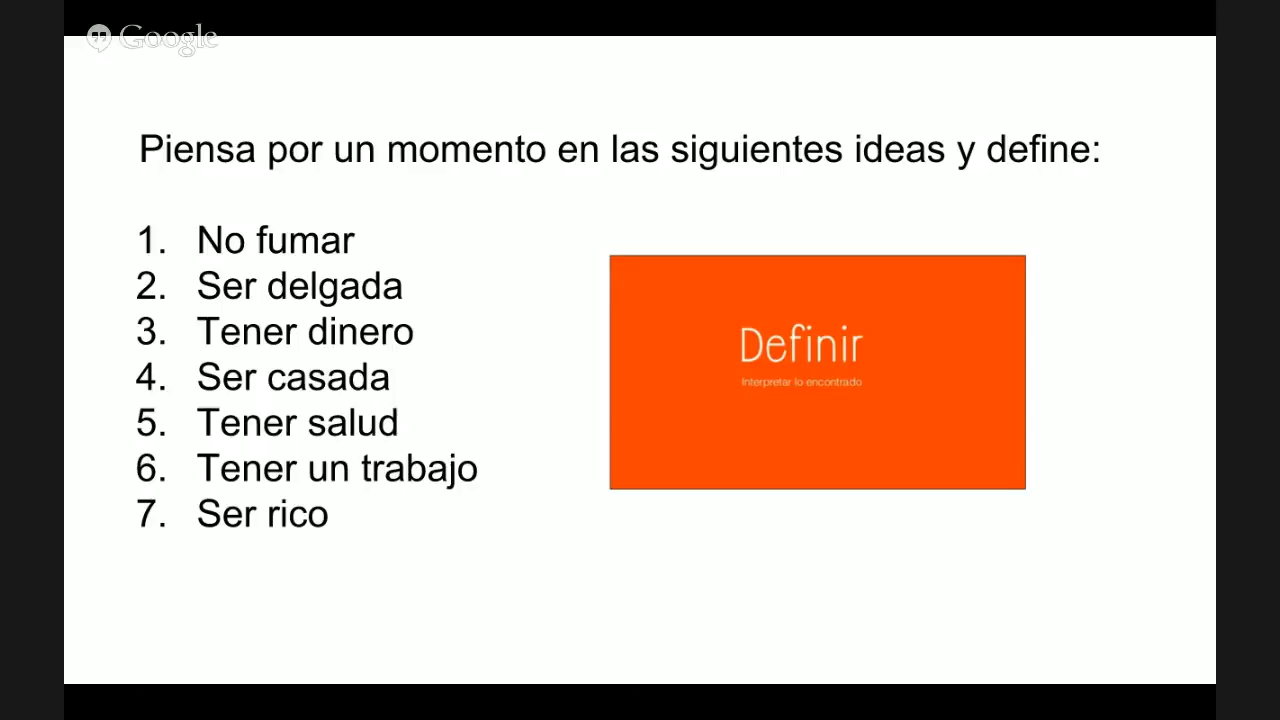 Google
Piensa por un momento en las siguientes ideas y define:
1. No fumar
2. Ser delgada
3. Tener dinero
4. Ser casada
5. Tener salud
6. Tener un trabajo
7. Ser rico
Definir
Interpretar lo encontrado